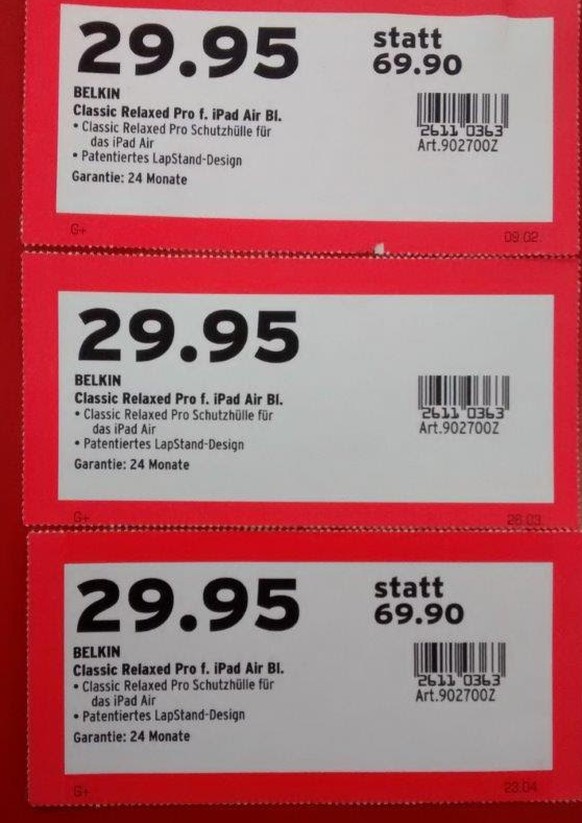 29.95 statt
69.90
BELKIN
Classic Relaxed Pro f. iPad Air Bl.
• Classic Relaxed Pro Schutzhülle für
das iPad Air
• Patentiertes LapStand-Design
Garantie: 24 Monate
2611 0363
Art.902700Z
G+ 09.02.
29.95
BELKIN
Classic Relaxed Pro f. iPad Air Bl.
• Classic Relaxed Pro Schutzhülle für
das iPad Air
• Patentiertes LapStand-Design
Garantie: 24 Monate
2611 0363
Art.902700Z
G+ 26.03.
29.95 statt
69.90
BELKIN
Classic Relaxed Pro f. iPad Air Bl.
• Classic Relaxed Pro Schutzhülle für
das iPad Air
• Patentiertes LapStand-Design
Garantie: 24 Monate
2611 0363
Art.902700Z
G+ 23.04.